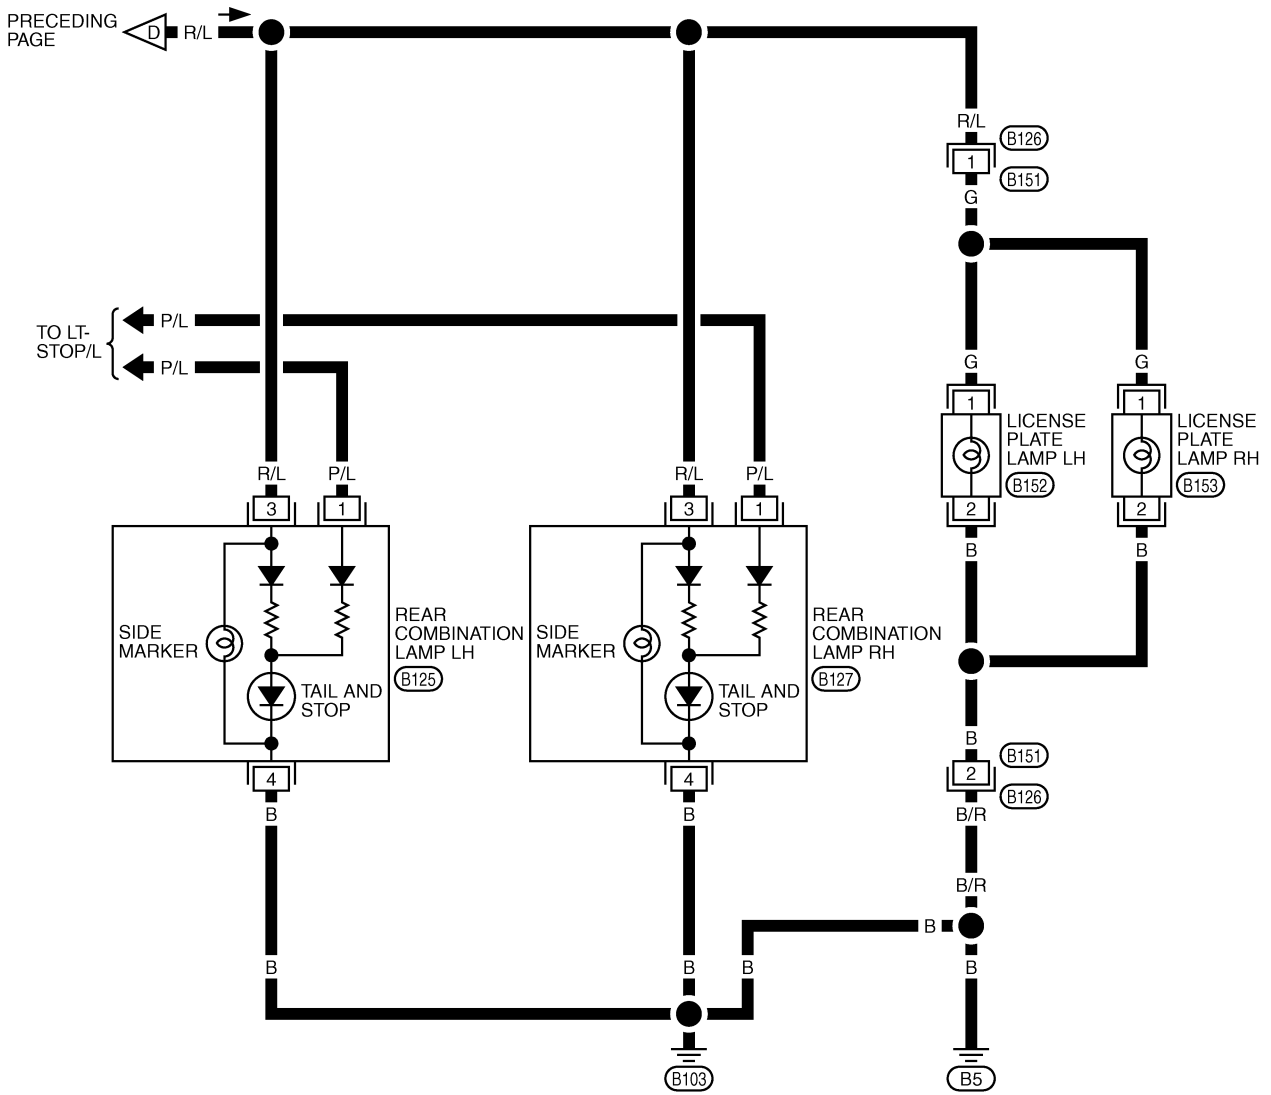 PRECEDING
PAGE
D
R/L
R/L
B126
1
B151
G
TO LT-
STOP/L
P/L
P/L
G
G
1
1
LICENSE
PLATE
LAMP LH
B152
LICENSE
PLATE
LAMP RH
B153
R/L
P/L
R/L
P/L
3
1
3
1
2
2
B
B
SIDE
MARKER
REAR
COMBINATION
LAMP LH
B125
TAIL AND
STOP
SIDE
MARKER
REAR
COMBINATION
LAMP RH
B127
TAIL AND
STOP
B
B151
4
4
2
B126
B
B
B/R
B/R
B
B
B
B
B
B103
B5